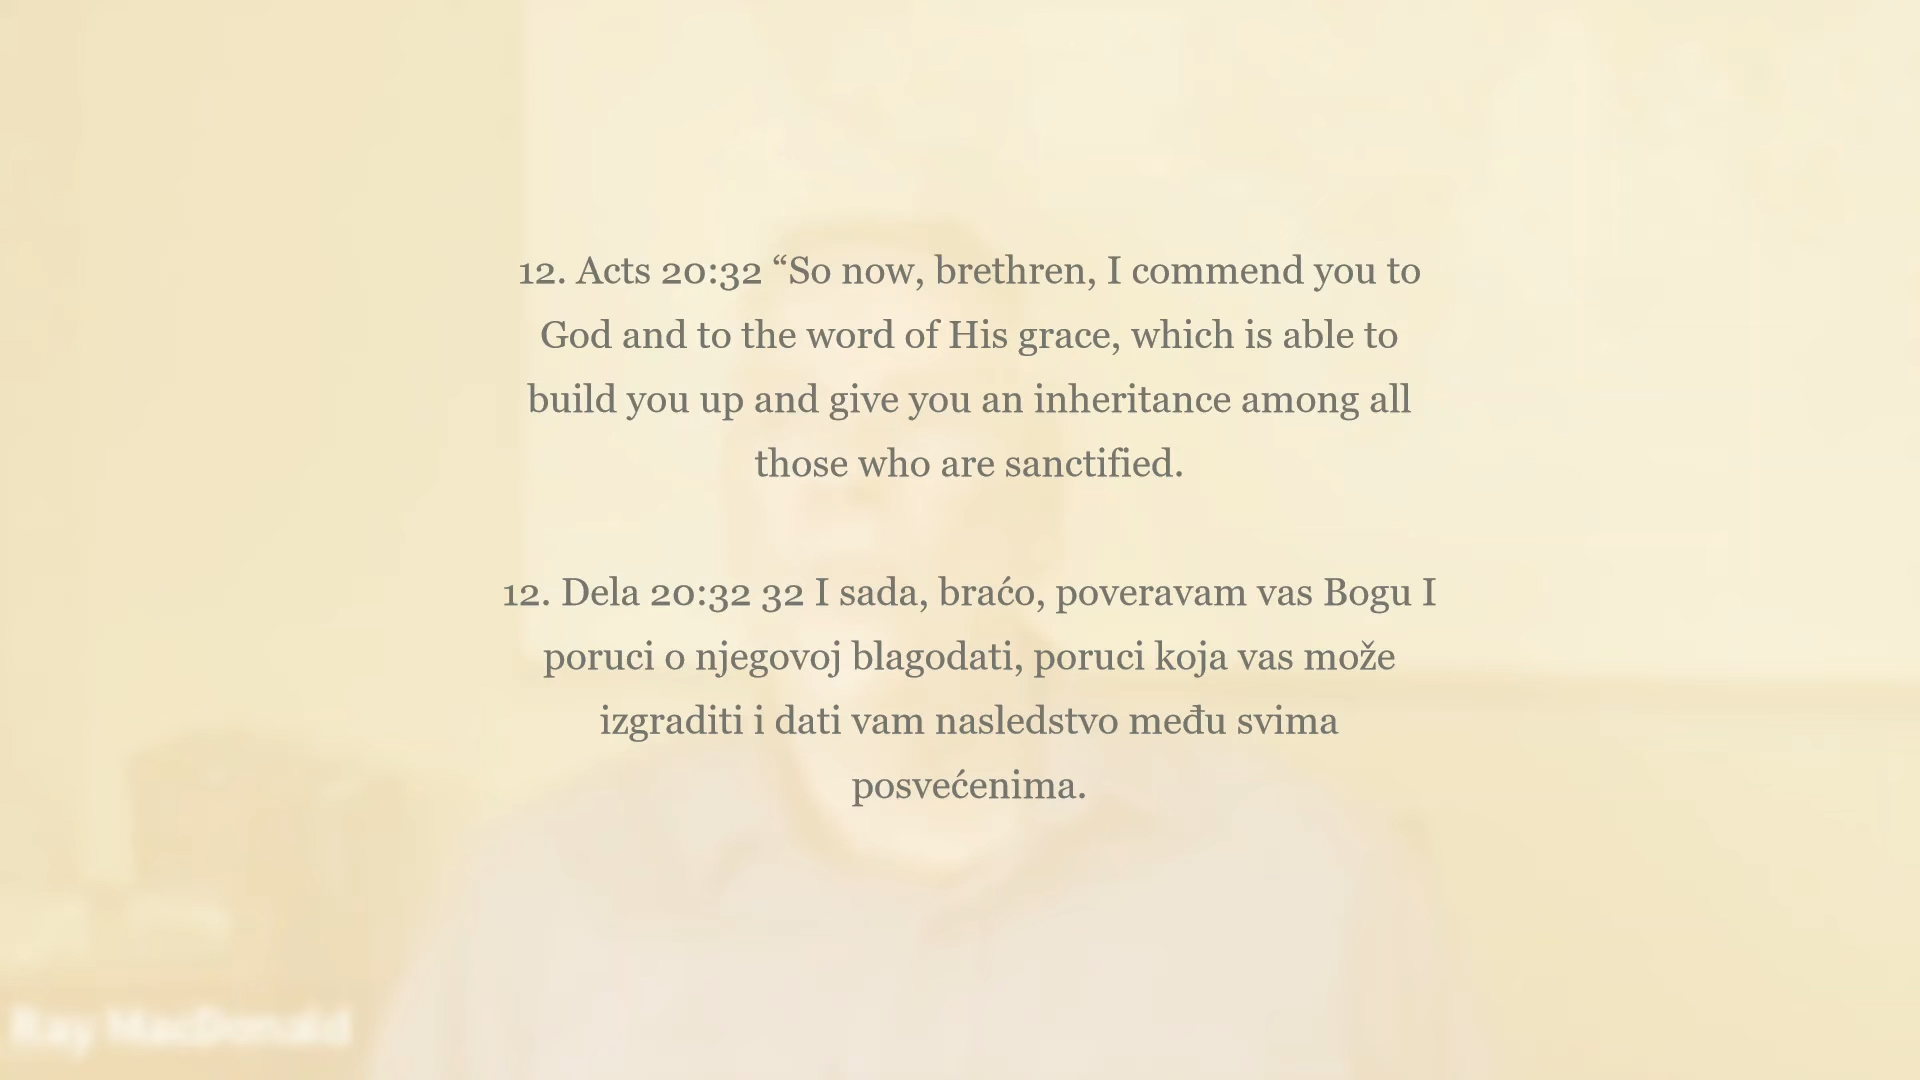 12. Acts 20:32 “So now, brethren, I commend you to
God and to the word of His grace, which is able to
build you up and give you an inheritance among all
those who are sanctified.
12. Dela 20:32 32 I sada, braćo, poveravam vas Bogu I
poruci o njegovoj blagodati, poruci koja vas može
izgraditi i dati vam nasledstvo među svima
posvećenima.
Ray MacDonald